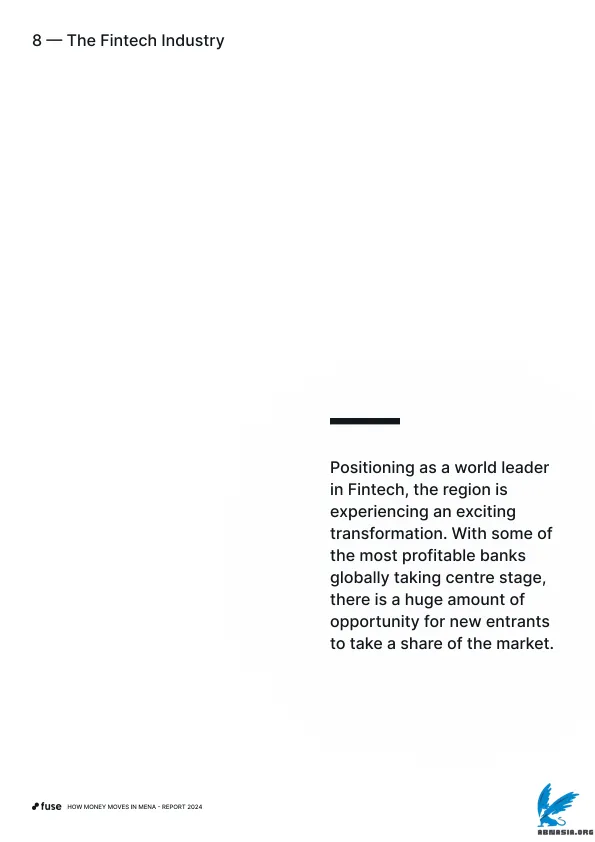 8 — The Fintech Industry
Positioning as a world leader
in Fintech, the region is
experiencing an exciting
transformation. With some of
the most profitable banks
globally taking centre stage,
there is a huge amount of
opportunity for new entrants
to take a share of the market.
fuse HOW MONEY MOVES IN MENA - REPORT 2024
ABNASIA.ORG